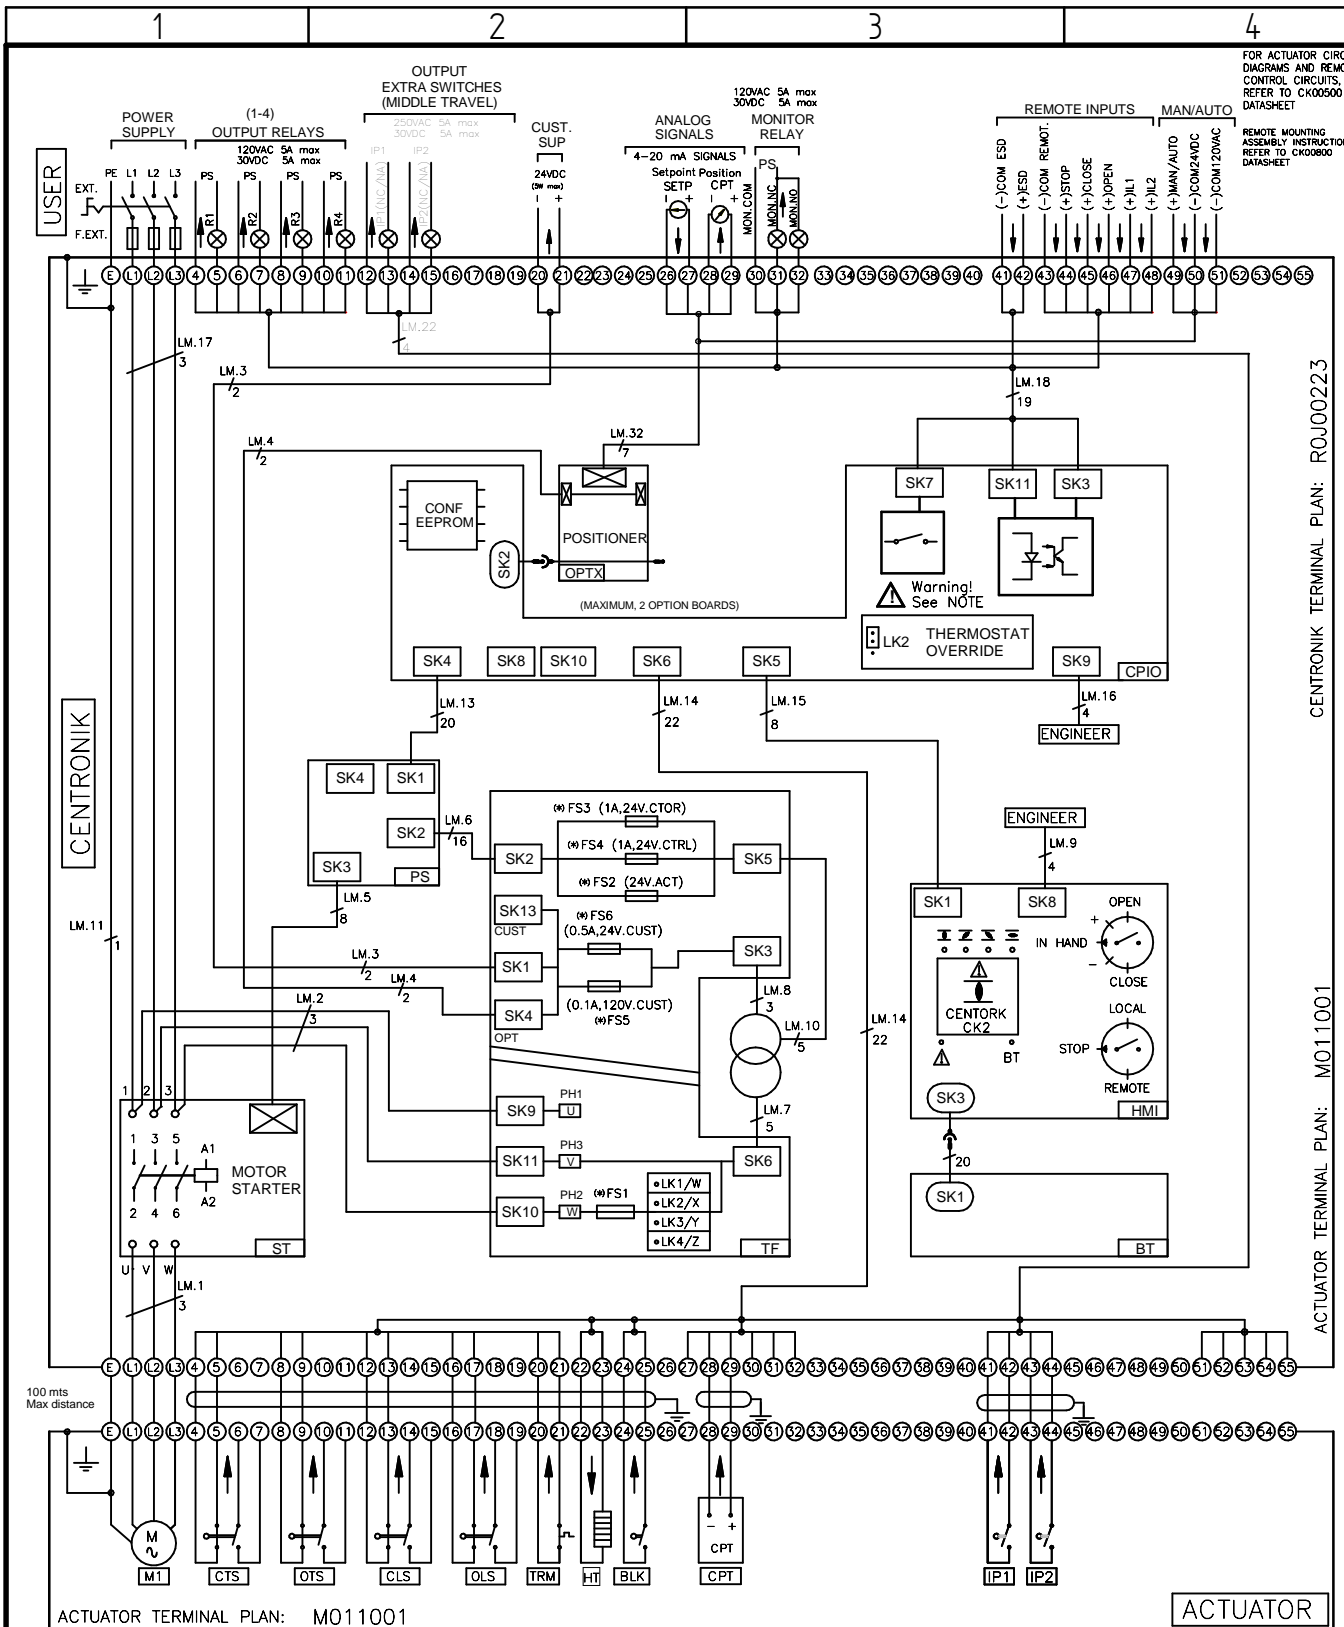 1 2 3 4
FOR ACTUATOR CIRC
DIAGRAMS AND REMO
CONTROL CIRCUITS,
REFER TO CK00500
DATASHEET
REMOTE MOUNTING
ASSEMBLY INSTRUCTION
REFER TO CK00800
DATASHEET
USER
POWER
SUPPLY
PE L1 L2 L3
EXT.
F.EXT.
(1-4)
OUTPUT RELAYS
120VAC 5A max
30VDC 5A max
PS PS PS PS
R1 R2 R3 R4
OUTPUT
EXTRA SWITCHES
(MIDDLE TRAVEL)
250VAC 5A max
30VDC 5A max
IP1 IP2
IP1(NC/NA) IP2(NC/NA)
CUST.
SUP
24VDC
(5W max)
- +
ANALOG
SIGNALS
4-20 mA SIGNALS
Setpoint Position
SETP CPT
- + - +
120VAC 5A max
30VDC 5A max
MONITOR
RELAY
PS
MON.COM
MON.NC
MON.NO
REMOTE INPUTS
(-)COM ESD
(+)ESD
(-)COM REMOT.
(+)STOP
(+)CLOSE
(+)OPEN
(+)IL1
(+)IL2
MAN/AUTO
(+)MAN/AUTO
(-)COM24VDC
(-)COM120VAC
E L1 L2 L3 4 5 6 7 8 9 10 11 12 13 14 15 16 17 18 19 20 21 22 23 24 25 26 27 28 29 30 31 32 33 34 35 36 37 38 39 40 41 42 43 44 45 46 47 48 49 50 51 52 53 54 55
LM.17
3
LM.22
4
LM.3
2
LM.18
19
LM.4
2
LM.32
7
CENTRONIK TERMINAL PLAN: R0J00223
CONF
EEPROM
SK2
POSITIONER
OPTX
(MAXIMUM, 2 OPTION BOARDS)
SK7 SK11 SK3
Warning!
See NOTE
LK2 THERMOSTAT
OVERRIDE
SK4 SK8 SK10 SK6 SK5 SK9
CPIO
LM.13
20
LM.14
22
LM.15
8
LM.16
4
ENGINEER
CENTRONIK
SK4 SK1
SK2
SK3
PS
LM.6
16
LM.5
8
(*) FS3 (1A,24V.CTOR)
(*) FS4 (1A,24V.CTRL)
(*) FS2 (24V.ACT)
SK2 SK5
SK13
CUST
(*) FS6
(0.5A,24V.CUST)
SK1 SK3
SK4
OPT
(0.1A,120V.CUST)
(*)FS5
LM.11
1
LM.3
2
LM.4
2
LM.2
3
LM.8
3
LM.10
5
LM.14
22
LM.7
5
SK9 PH1
U
SK11 PH3
V
SK6
SK10 PH2
W
(*)FS1
LK1/W
LK2/X
LK3/Y
LK4/Z
TF
ENGINEER
LM.9
4
SK1 SK8
OPEN
+
IN HAND
-
CLOSE
CENTORK
CK2
BT
LOCAL
STOP
REMOTE
SK3
HMI
20
SK1
BT
1 2 3
1 3 5
A1
A2
MOTOR
STARTER
2 4 6
ST
U V W
LM.1
3
ACTUATOR TERMINAL PLAN: M011001
E L1 L2 L3 4 5 6 7 8 9 10 11 12 13 14 15 16 17 18 19 20 21 22 23 24 25 26 27 28 29 30 31 32 33 34 35 36 37 38 39 40 41 42 43 44 45 46 47 48 49 50 51 52 53 54 55
100 mts
Max distance
E L1 L2 L3 4 5 6 7 8 9 10 11 12 13 14 15 16 17 18 19 20 21 22 23 24 25 26 27 28 29 30 31 32 33 34 35 36 37 38 39 40 41 42 43 44 45 46 47 48 49 50 51 52 53 54 55
M
- +
CPT
M1 CTS OTS CLS OLS TRM HT BLK CPT IP1 IP2
ACTUATOR TERMINAL PLAN: M011001
ACTUATOR